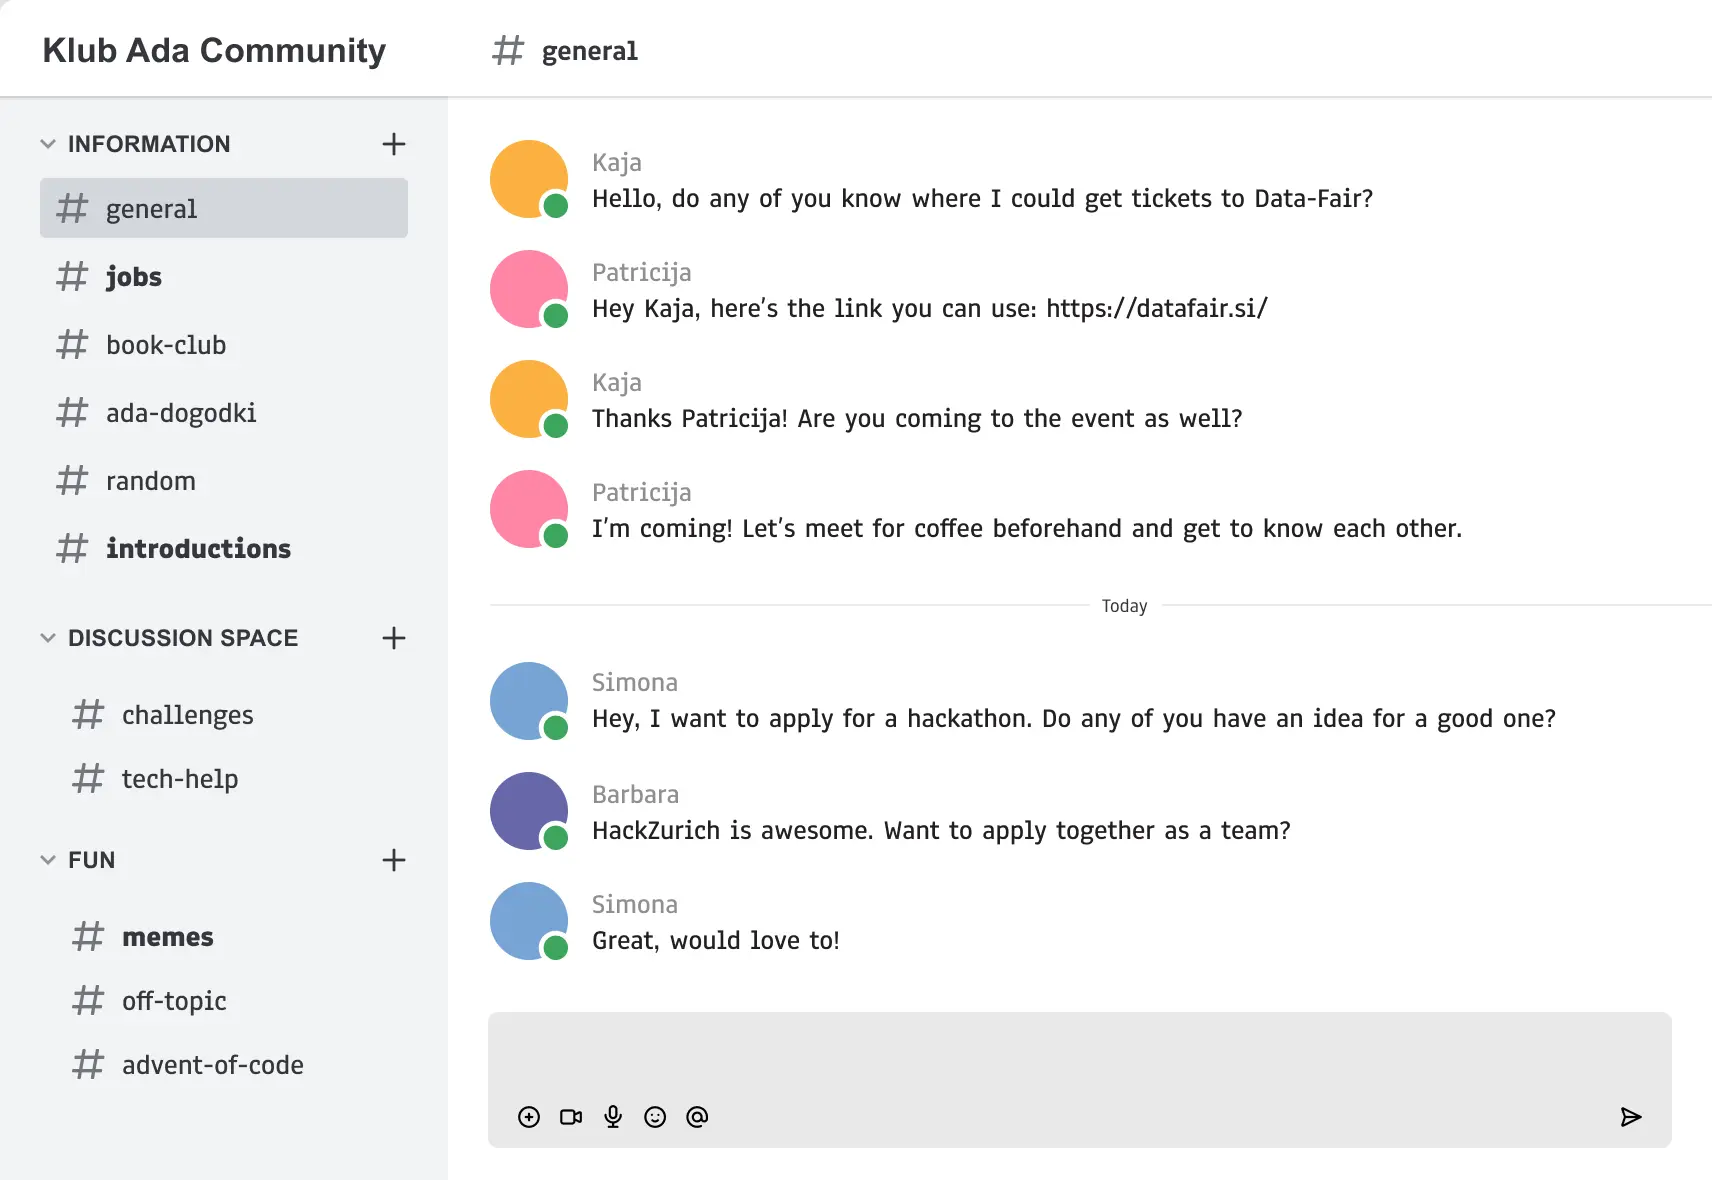 Klub Ada Community
# general
INFORMATION
# general
# jobs
# book-club
# ada-dogodki
# random
# introductions
DISCUSSION SPACE
# challenges
# tech-help
FUN
# memes
# off-topic
# advent-of-code
Kaja
Hello, do any of you know where I could get tickets to Data-Fair?
Patricija
Hey Kaja, here's the link you can use: https://datafair.si/
Kaja
Thanks Patricija! Are you coming to the event as well?
Patricija
I'm coming! Let's meet for coffee beforehand and get to know each other.
Today
Simona
Hey, I want to apply for a hackathon. Do any of you have an idea for a good one?
Barbara
HackZurich is awesome. Want to apply together as a team?
Simona
Great, would love to!